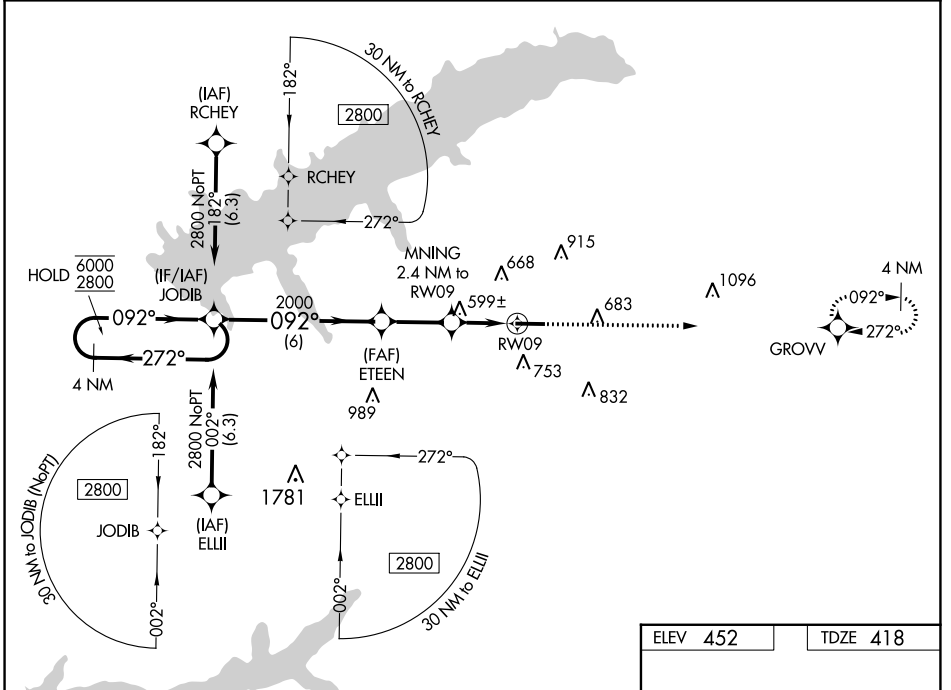 30 NM to RCHEY
182°
2800
RCHEY
272°
(IAF)
RCHEY
2800 NoPT
182°
(6.3)
HOLD
6000
2800
(IF/IAF)
JODIB
092°
272°
4 NM
2000
092°
(6)
MNING
2.4 NM to
RW09
599±
668
915
683
1096
(FAF)
ETEEN
RW09
753
832
989
4 NM
092°
272°
GROVV
2800 NoPT
002°
(6.3)
(IAF)
ELLII
1781
30 NM to JODIB (NoPT)
182°
2800
JODIB
002°
272°
ELLII
2800
002°
30 NM to ELLII
ELEV 452
TDZE 418